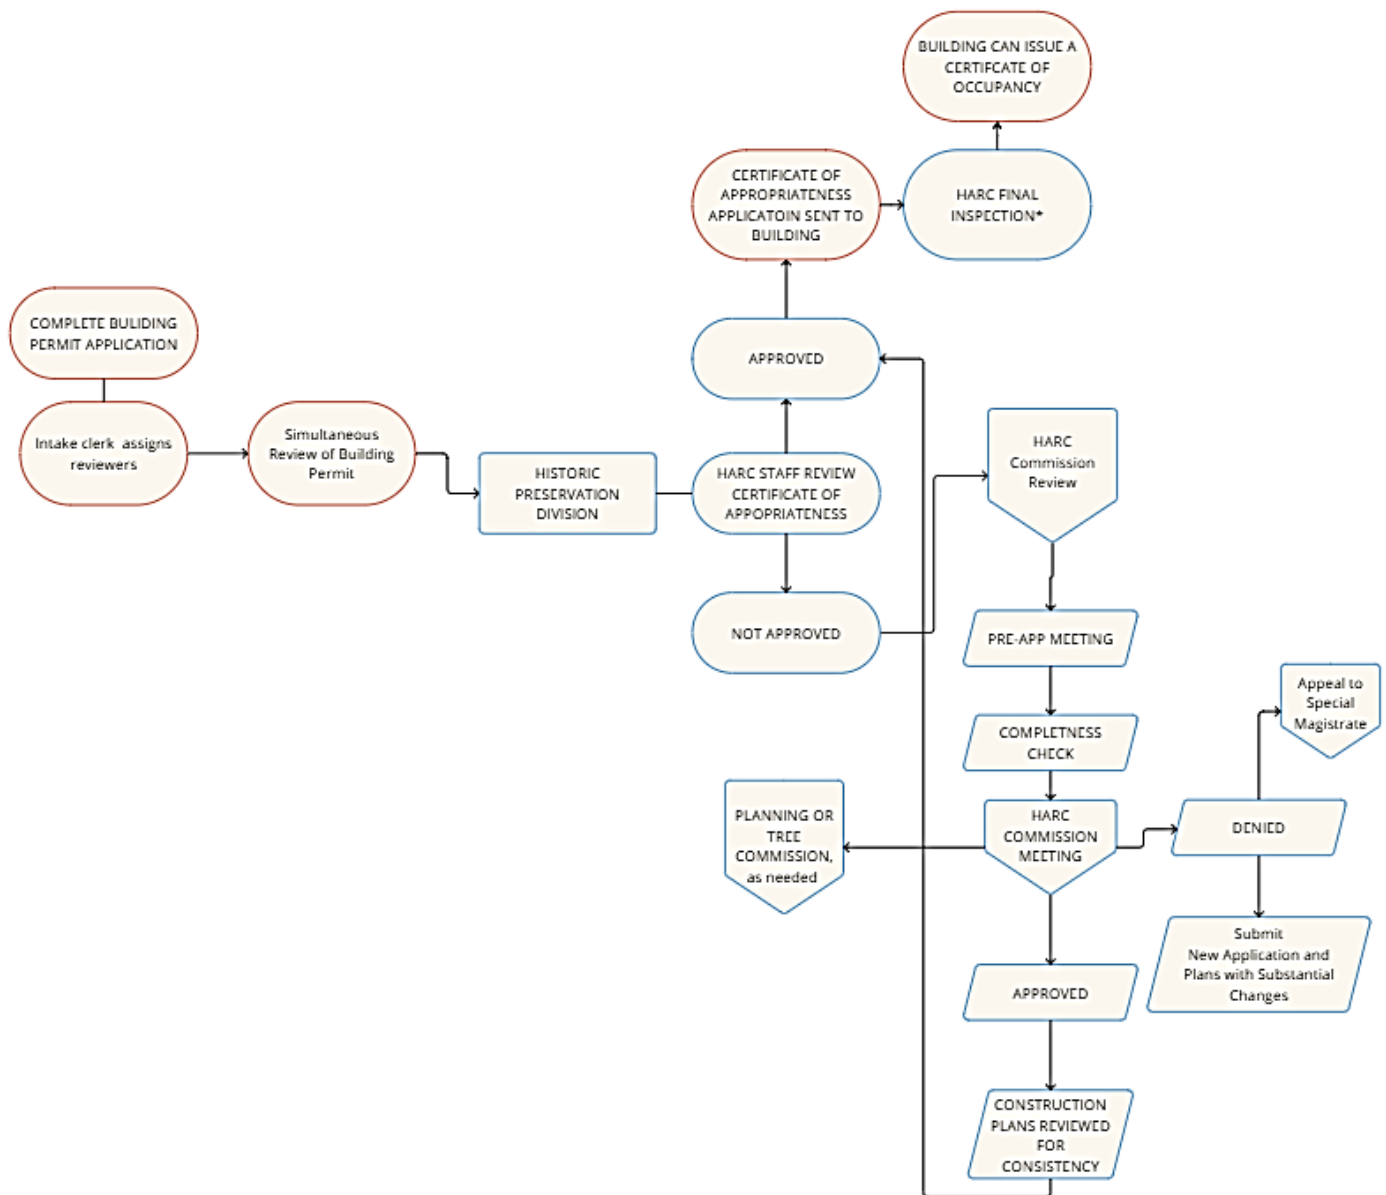 BUILDING CAN ISSUE A
CERTIFCATE OF
OCCUPANCY
CERTIFICATE OF
APPROPRIATENESS
APPLICATOIN SENT TO
BUILDING
HARC FINAL
INSPECTION*
COMPLETE BULIDING
PERMIT APPLICATION
APPROVED
Intake clerk assigns
reviewers
Simultaneous
Review of Building
Permit
HISTORIC
PRESERVATION
DIVISION
HARC STAFF REVIEW
CERTIFICATE OF
APPOPRIATENESS
HARC
Commission
Review
NOT APPROVED
PRE-APP MEETING
COMPLETNESS
CHECK
Appeal to
Special
Magistrate
PLANNING OR
TREE
COMMISSION,
as needed
HARC
COMMISSION
MEETING
DENIED
Submit
New Application and
Plans with Substantial
Changes
APPROVED
CONSTRUCTION
PLANS REVIEWED
FOR
CONSISTENCY